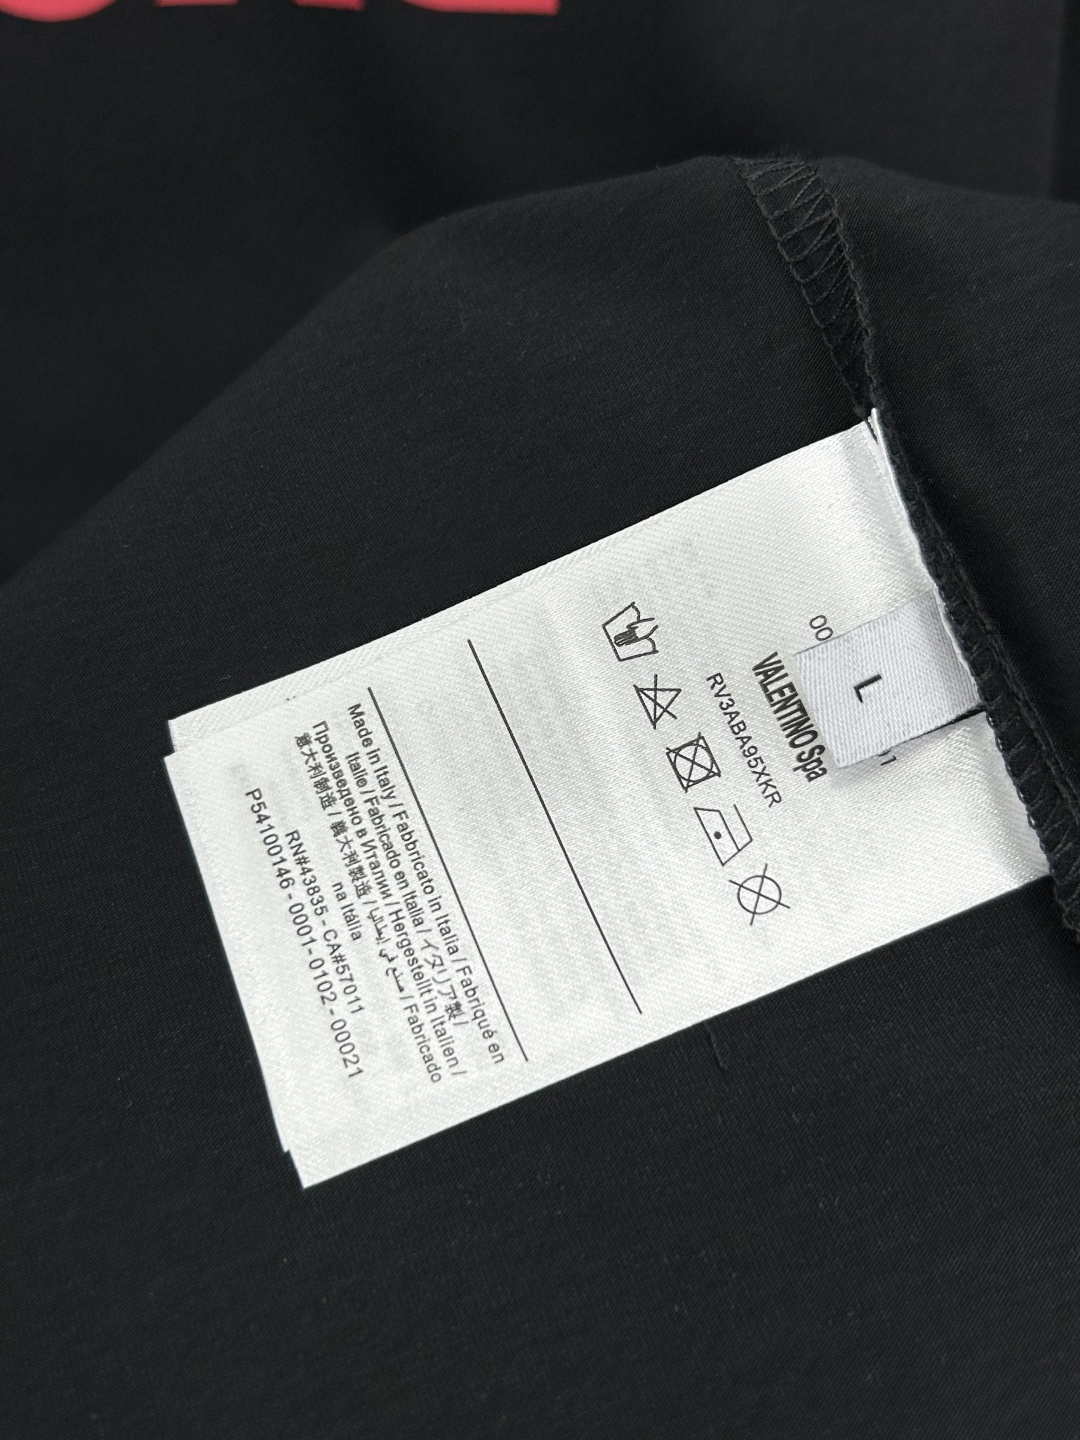 00
L
01
VALENTINO Spa
RV3ABA95XKR
Made in Italy / Fabbricato in Italia / Fabriqué en
Italie / Fabricado en Italia / イタリア製 /
Произведено в Италии / Hergestellt in Italien /
意大利制造 / 義大利製造 / صنع في إيطاليا / Fabricado
na Itália
RN#43835 - CA#57011
P54100146 - 0001 - 0102 - 00021